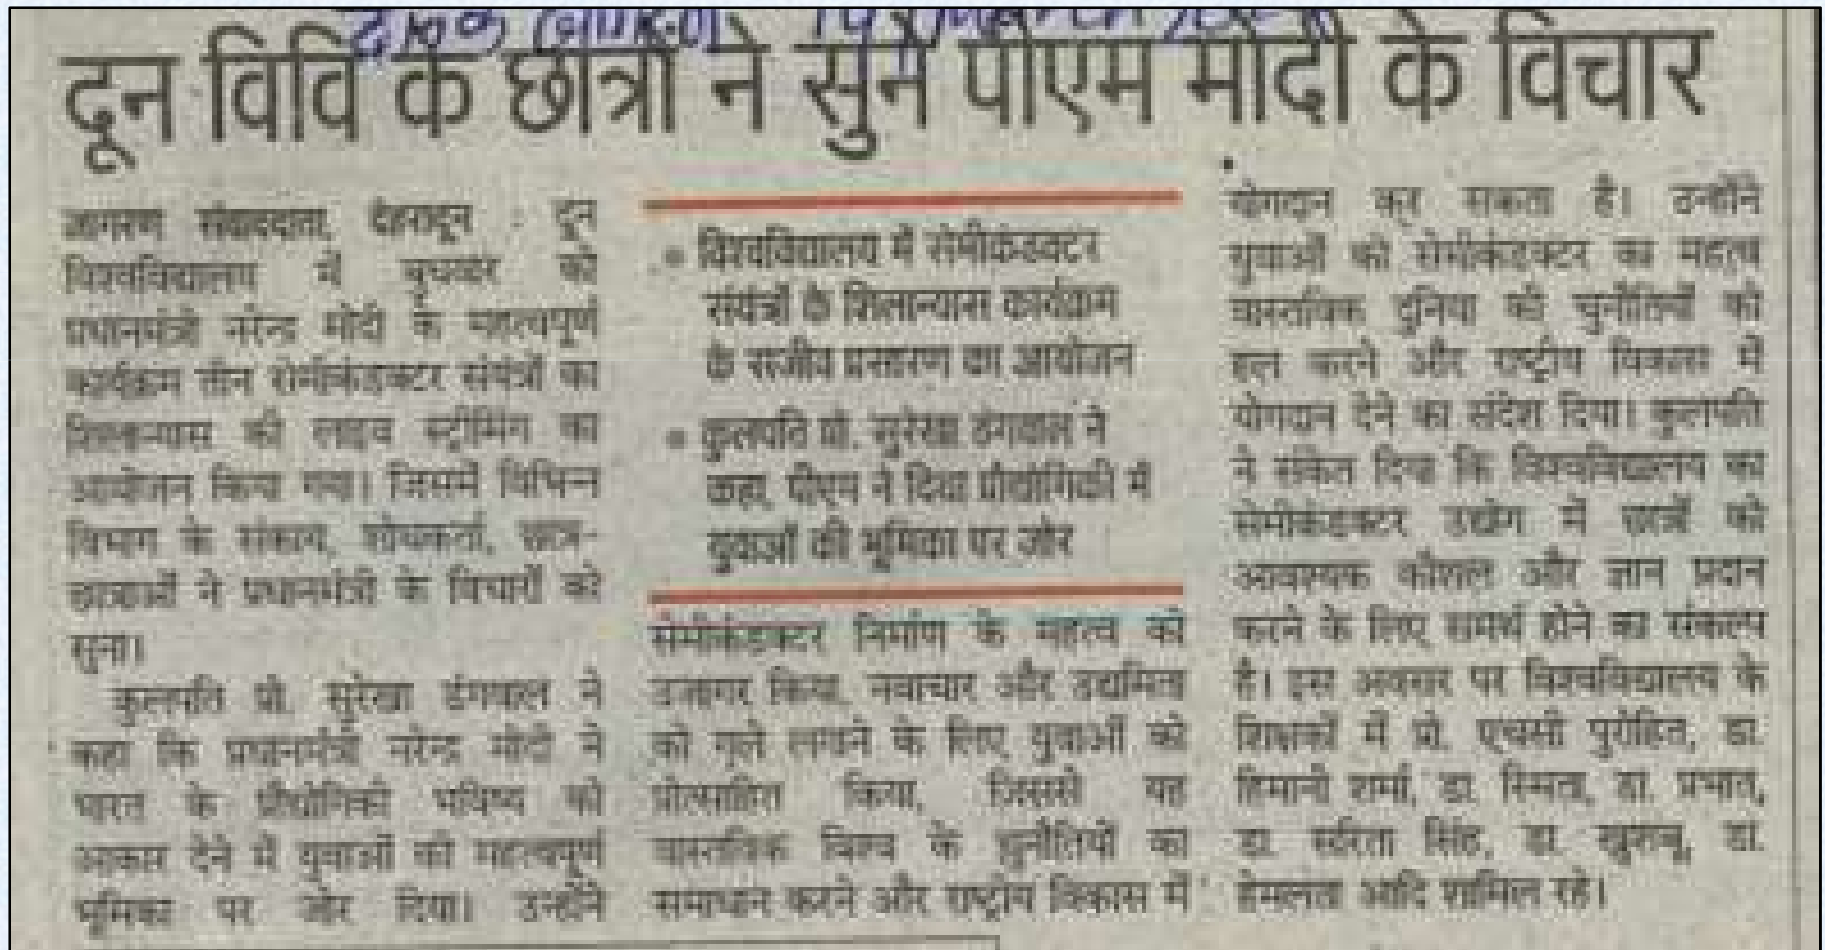 दून विवि के छात्रों ने सुने पीएम मोदी के विचार
जागरण संवाददाता, देहरादून : दून
विश्वविद्यालय में बुधवार को
प्रधानमंत्री नरेन्द्र मोदी के महत्वपूर्ण
कार्यक्रम तीन सेमीकंडक्टर संयंत्रों का
शिलान्यास की लाइव स्ट्रीमिंग का
आयोजन किया गया। जिसमें विभिन्न
विभाग के संकाय, शोधकर्ता, छात्र-
छात्राओं ने प्रधानमंत्री के विचारों को
सुना।
कुलपति प्रो. सुरेखा डंगवाल ने
कहा कि प्रधानमंत्री नरेन्द्र मोदी ने
भारत के प्रौद्योगिकी भविष्य को
आकार देने में युवाओं की महत्वपूर्ण
भूमिका पर जोर दिया। उन्होंने
• विश्वविद्यालय में सेमीकंडक्टर
संयंत्रों के शिलान्यास कार्यक्रम
के सजीव प्रसारण का आयोजन
• कुलपति प्रो. सुरेखा डंगवाल ने
कहा, पीएम ने दिया प्रौद्योगिकी में
युवाओं की भूमिका पर जोर
सेमीकंडक्टर निर्माण के महत्व को
उजागर किया, नवाचार और उद्यमिता
को गले लगाने के लिए युवाओं को
प्रोत्साहित किया, जिससे यह
वास्तविक विश्व के चुनौतियों का
समाधान करने और राष्ट्रीय विकास में
योगदान कर सकता है। उन्होंने
युवाओं को सेमीकंडक्टर का महत्व
वास्तविक दुनिया की चुनौतियों को
हल करने और राष्ट्रीय विकास में
योगदान देने का संदेश दिया। कुलपति
ने संकेत दिया कि विश्वविद्यालय का
सेमीकंडक्टर उद्योग में छात्रों को
आवश्यक कौशल और ज्ञान प्रदान
करने के लिए समर्थ होने का संकल्प
है। इस अवसर पर विश्वविद्यालय के
शिक्षकों में प्रो. एचसी पुरोहित, डा.
हिमानी शर्मा, डा. स्मिता, डा. प्रभात,
डा. सरिता सिंह, डा. खुशबू, डा.
हेमलता आदि शामिल रहे।